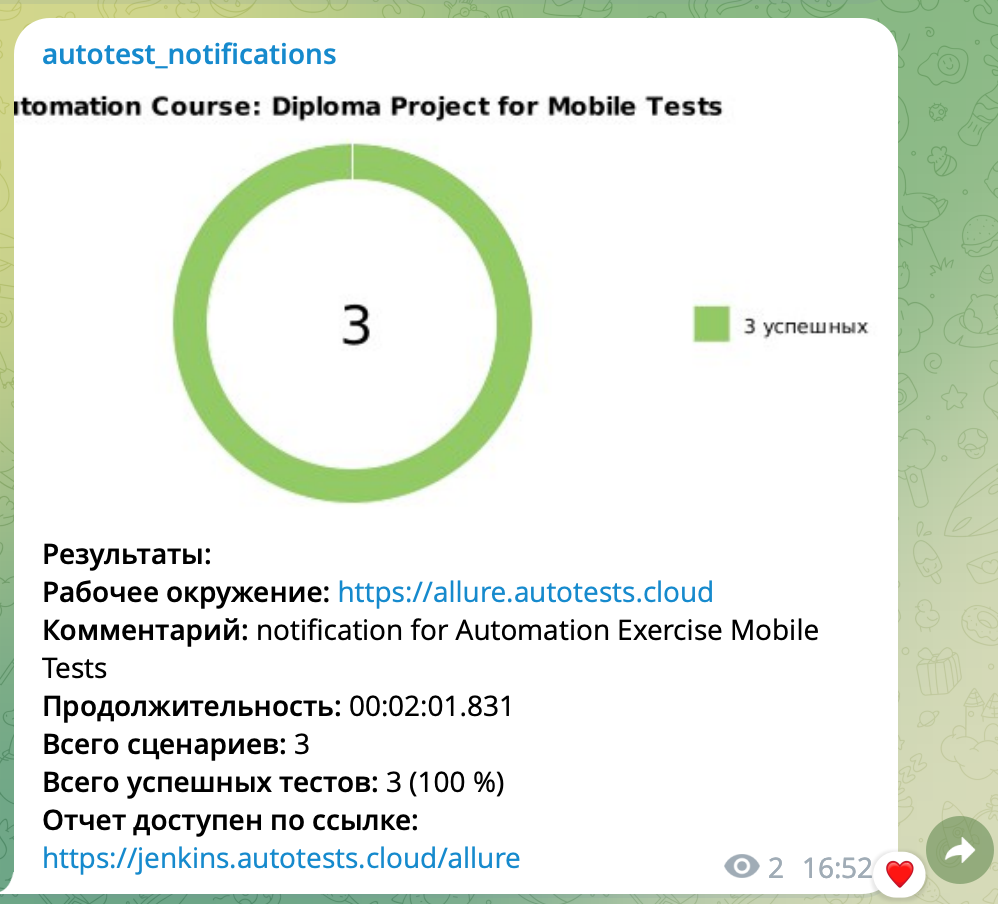 autotest_notifications
utomation Course: Diploma Project for Mobile Tests
3
3 успешных
Результаты:
Рабочее окружение: https://allure.autotests.cloud
Комментарий: notification for Automation Exercise Mobile
Tests
Продолжительность: 00:02:01.831
Всего сценариев: 3
Всего успешных тестов: 3 (100 %)
Отчет доступен по ссылке:
https://jenkins.autotests.cloud/allure
2 16:52